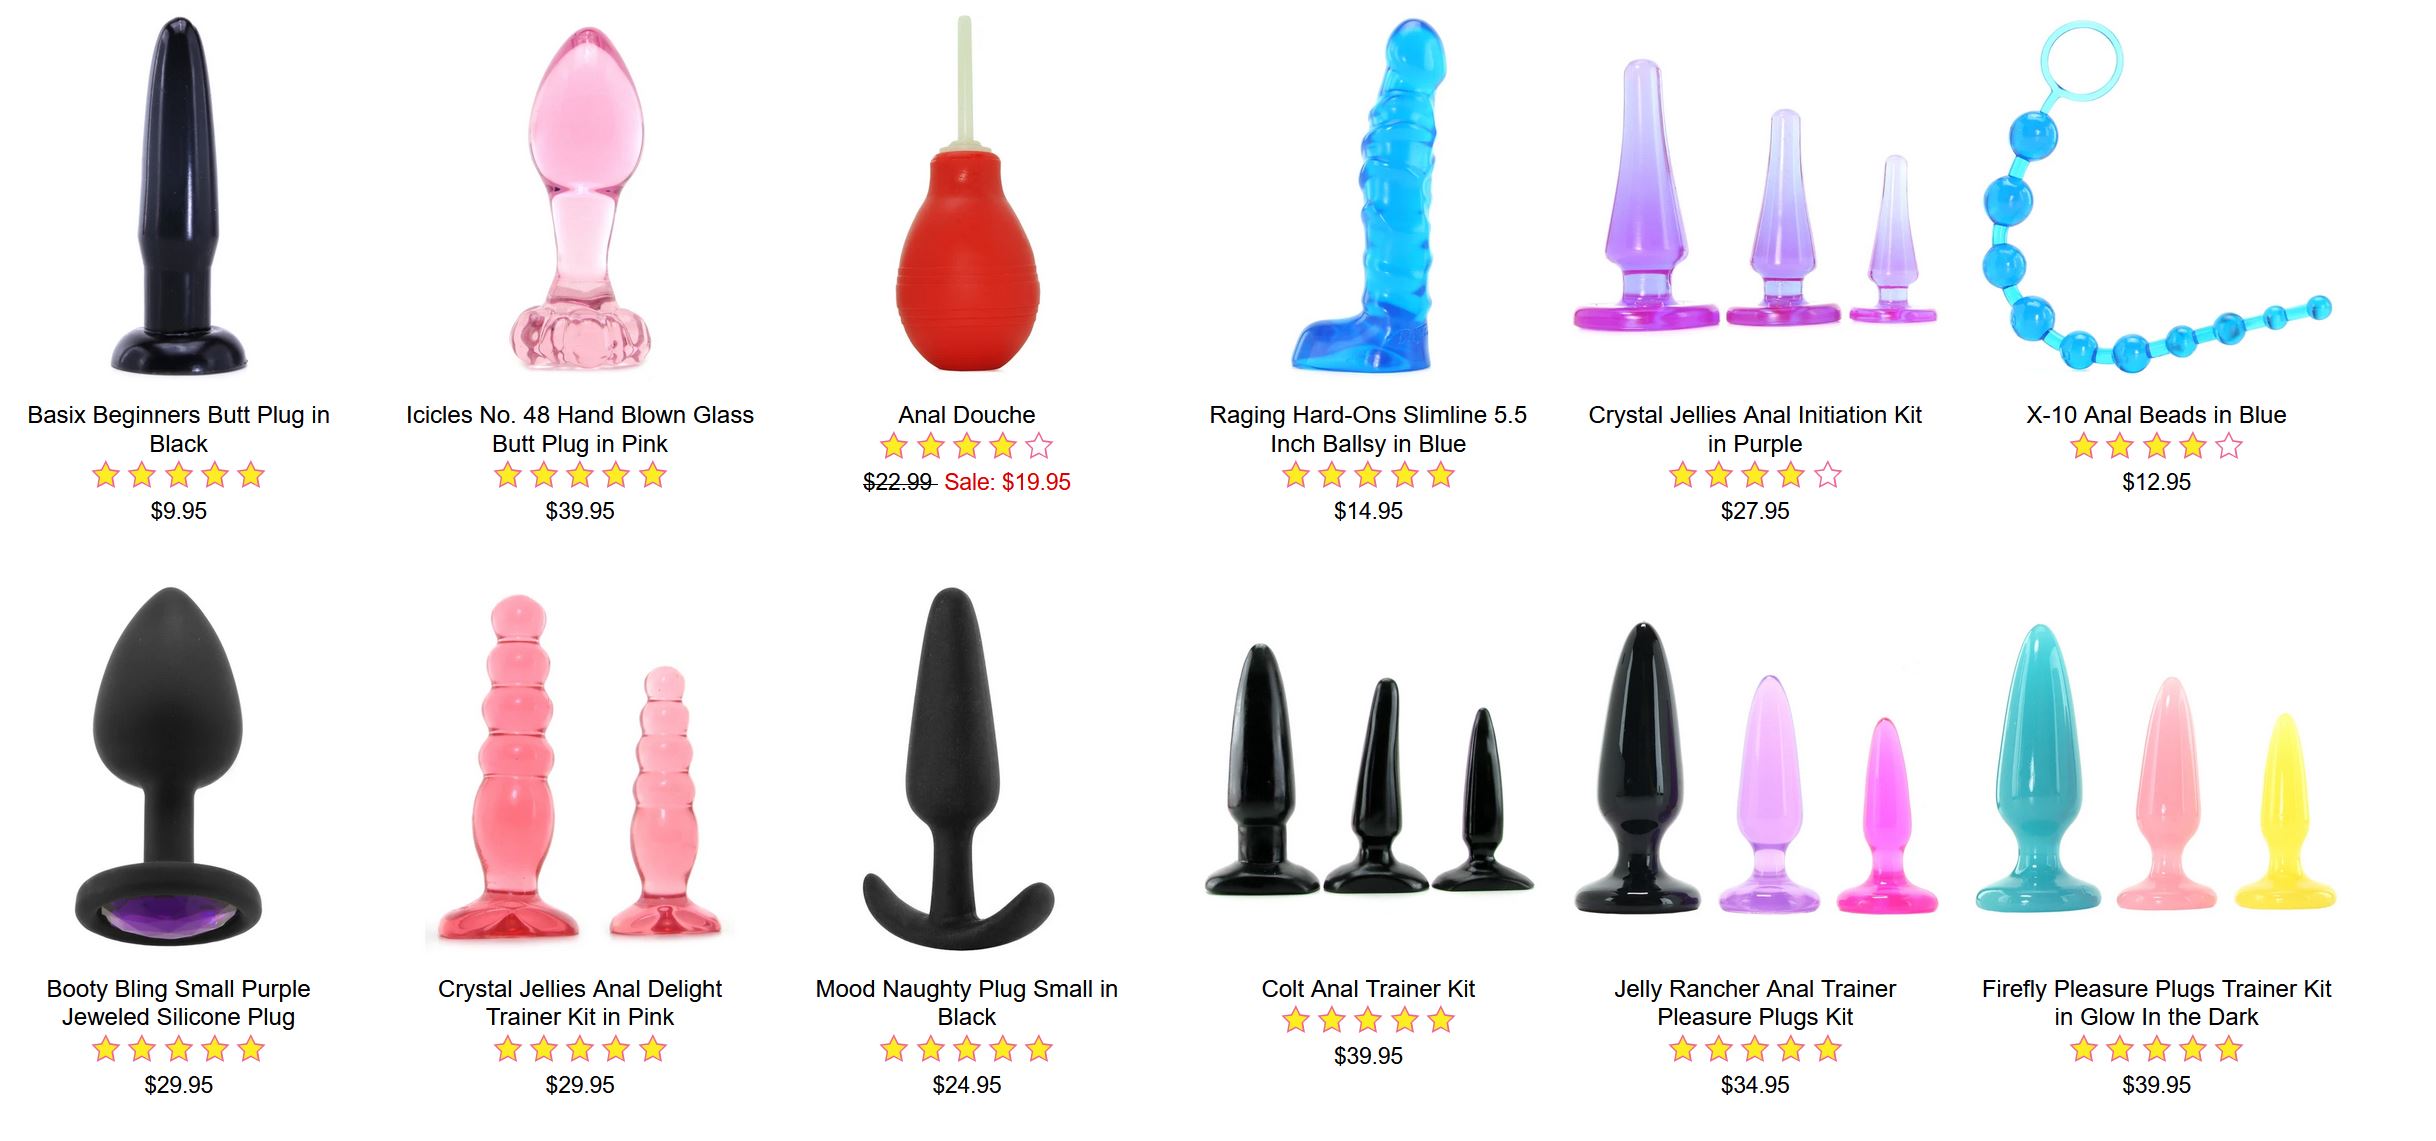 Basix Beginners Butt Plug in
Black
$9.95
Icicles No. 48 Hand Blown Glass
Butt Plug in Pink
$39.95
Anal Douche
$22.99 Sale: $19.95
Raging Hard-Ons Slimline 5.5
Inch Ballsy in Blue
$14.95
Crystal Jellies Anal Initiation Kit
in Purple
$27.95
X-10 Anal Beads in Blue
$12.95
Booty Bling Small Purple
Jeweled Silicone Plug
$29.95
Crystal Jellies Anal Delight
Trainer Kit in Pink
$29.95
Mood Naughty Plug Small in
Black
$24.95
Colt Anal Trainer Kit
$39.95
Jelly Rancher Anal Trainer
Pleasure Plugs Kit
$34.95
Firefly Pleasure Plugs Trainer Kit
in Glow In the Dark
$39.95